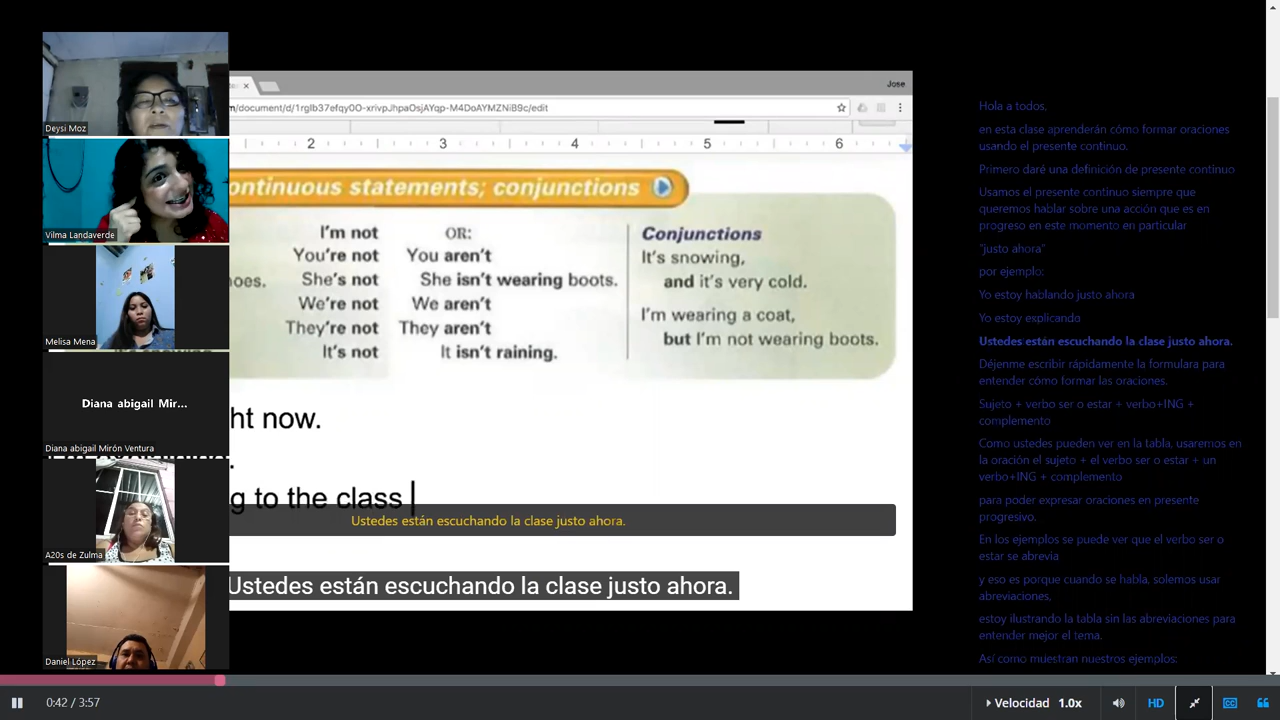 Deysi Moz
Vilma Landaverde
Melisa Mena
Diana abigail Mir...
Diana abigail Mirón Ventura
A20s de Zulma
Daniel López
Jose
m/document/d/1rglb37efqy0O-xrivpJhpaOsjAYqp-M4DoAYMZNiB9c/edit
2 3 4 5 6
ontinuous statements; conjunctions
I'm not OR:
You're not You aren't
oes. She's not She isn't wearing boots.
We're not We aren't
They're not They aren't
It's not It isn't raining.
Conjunctions
It's snowing,
and it's very cold.
I'm wearing a coat,
but I'm not wearing boots.
ht now.
g to the class
Ustedes están escuchando la clase justo ahora.
Ustedes están escuchando la clase justo ahora.
Hola a todos,
en esta clase aprenderán cómo formar oraciones
usando el presente continuo.
Primero daré una definición de presente continuo
Usamos el presente continuo siempre que
queremos hablar sobre una acción que es en
progreso en este momento en particular
"justo ahora"
por ejemplo:
Yo estoy hablando justo ahora
Yo estoy explicando
Ustedes están escuchando la clase justo ahora.
Déjenme escribir rápidamente la formulara para
entender cómo formar las oraciones.
Sujeto + verbo ser o estar + verbo+ING +
complemento
Como ustedes pueden ver en la tabla, usaremos en
la oración el sujeto + el verbo ser o estar + un
verbo+ING + complemento
para poder expresar oraciones en presente
progresivo.
En los ejemplos se puede ver que el verbo ser o
estar se abrevia
y eso es porque cuando se habla, solemos usar
abreviaciones,
estoy ilustrando la tabla sin las abreviaciones para
entender mejor el tema.
Así como muestran nuestros ejemplos:
0:42 / 3:57
Velocidad 1.0x
HD
CC